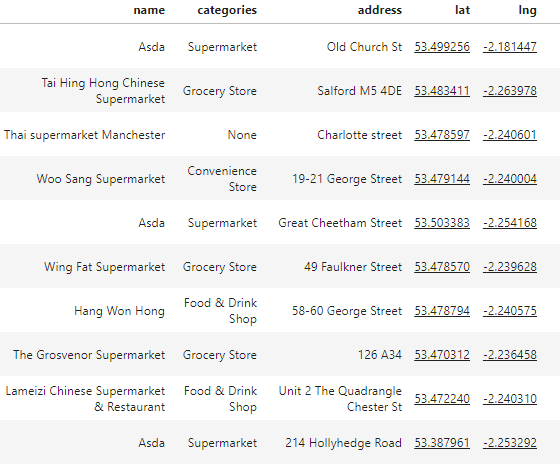 name categories address lat lng
Asda Supermarket Old Church St 53.499256 -2.181447
Tai Hing Hong Chinese
Supermarket Grocery Store Salford M5 4DE 53.483411 -2.263978
Thai supermarket Manchester None Charlotte street 53.478597 -2.240601
Woo Sang Supermarket Convenience
Store 19-21 George Street 53.479144 -2.240004
Asda Supermarket Great Cheetham Street 53.503383 -2.254168
Wing Fat Supermarket Grocery Store 49 Faulkner Street 53.478570 -2.239628
Hang Won Hong Food & Drink
Shop 58-60 George Street 53.478794 -2.240575
The Grosvenor Supermarket Grocery Store 126 A34 53.470312 -2.236458
Lameizi Chinese Supermarket
& Restaurant Food & Drink
Shop Unit 2 The Quadrangle
Chester St 53.472240 -2.240310
Asda Supermarket 214 Hollyhedge Road 53.387961 -2.253292